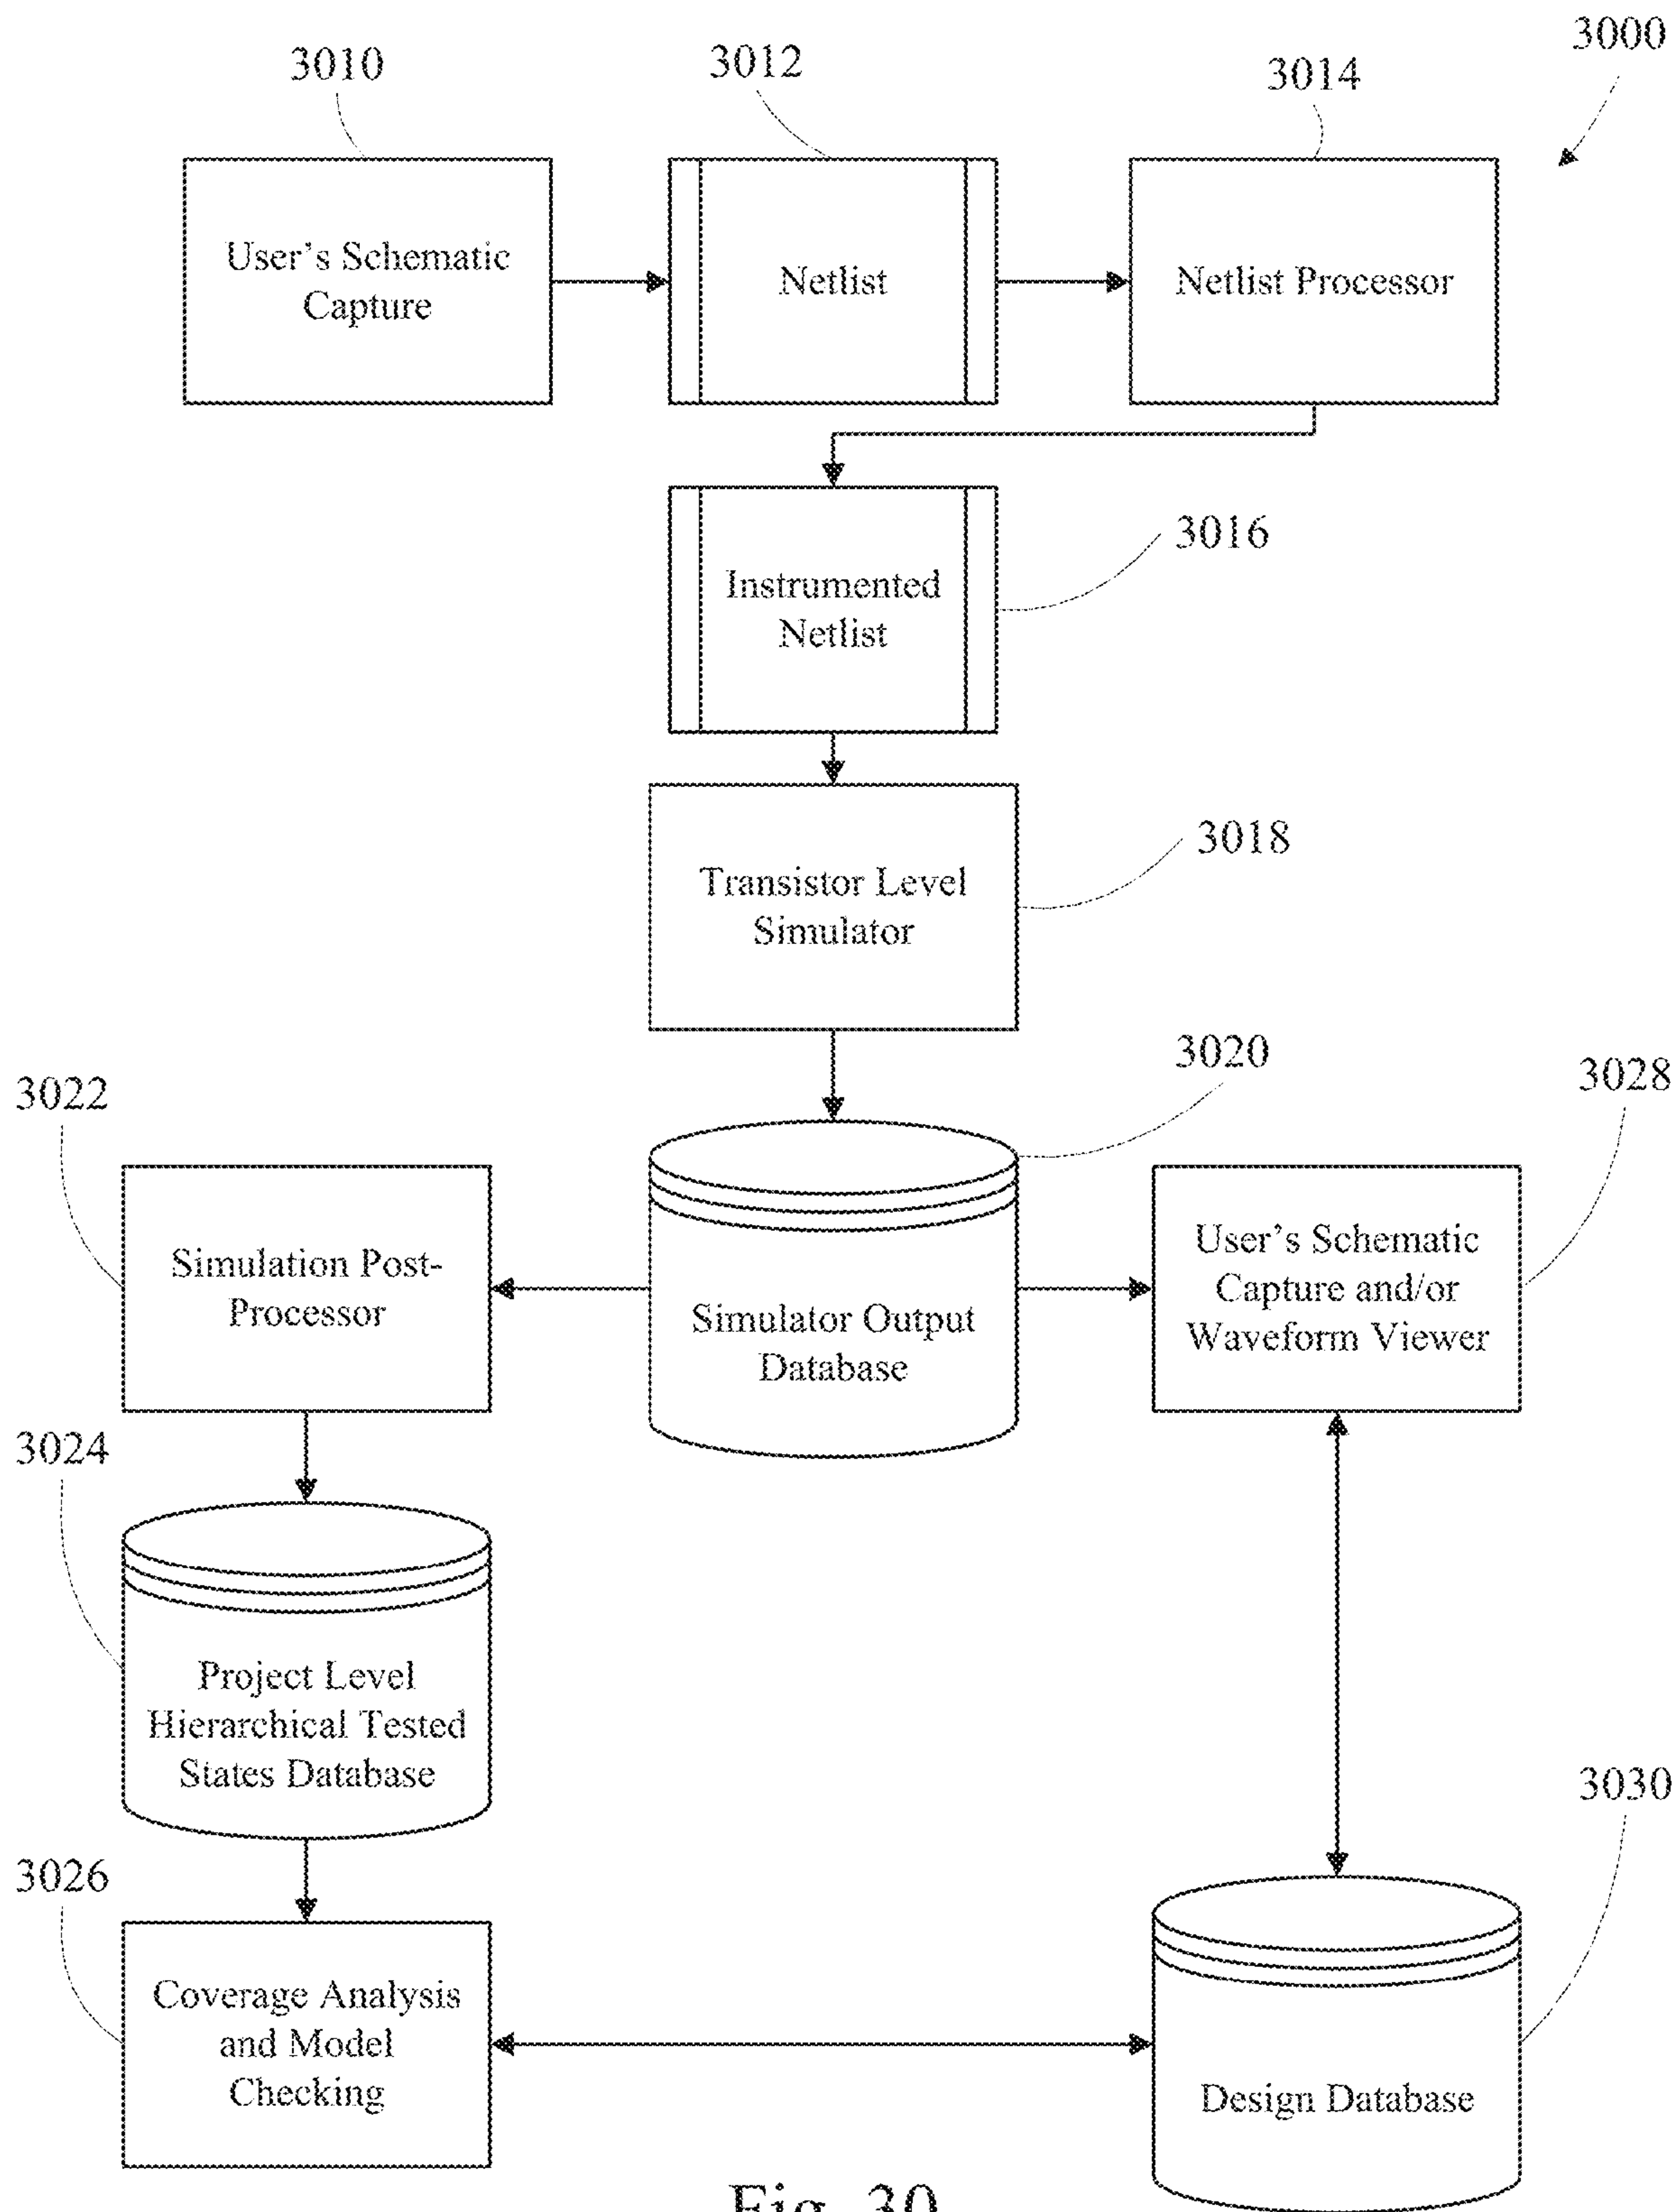 3000
3010
3012
3014
User's Schematic
Capture
Netlist
Netlist Processor
3016
Instrumented
Netlist
3018
Transistor Level
Simulator
3020
3022
3028
Simulation Post-
Processor
Simulator Output
Database
User's Schematic
Capture and/or
Waveform Viewer
3024
Project Level
Hierarchical Tested
States Database
3030
3026
Coverage Analysis
and Model
Checking
Design Database
Fig. 30